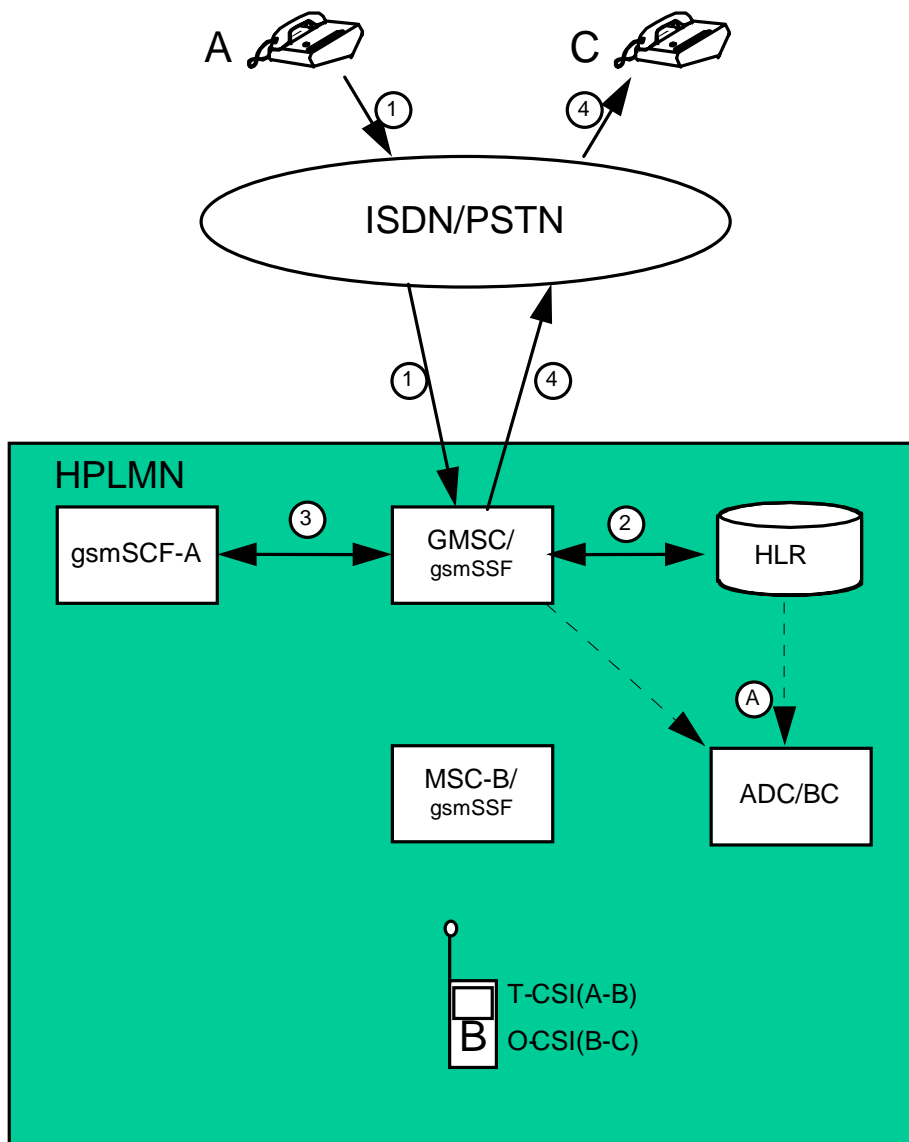 A
C
1
4
ISDN/PSTN
1
4
HPLMN
gsmSCF-A
3
GMSC/
gsmSSF
2
HLR
A
MSC-B/
gsmSSF
ADC/BC
T-CSI(A-B)
B
O-CSI(B-C)